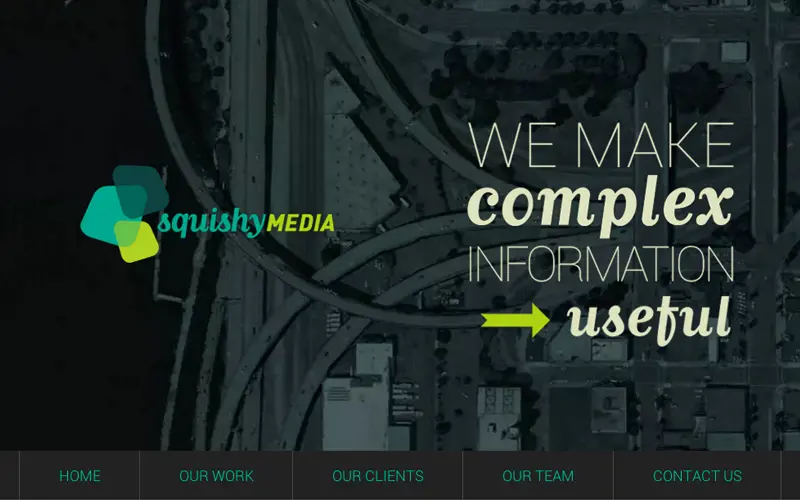 squishyMEDIA
WE MAKE
complex
INFORMATION
useful
HOME
OUR WORK
OUR CLIENTS
OUR TEAM
CONTACT US